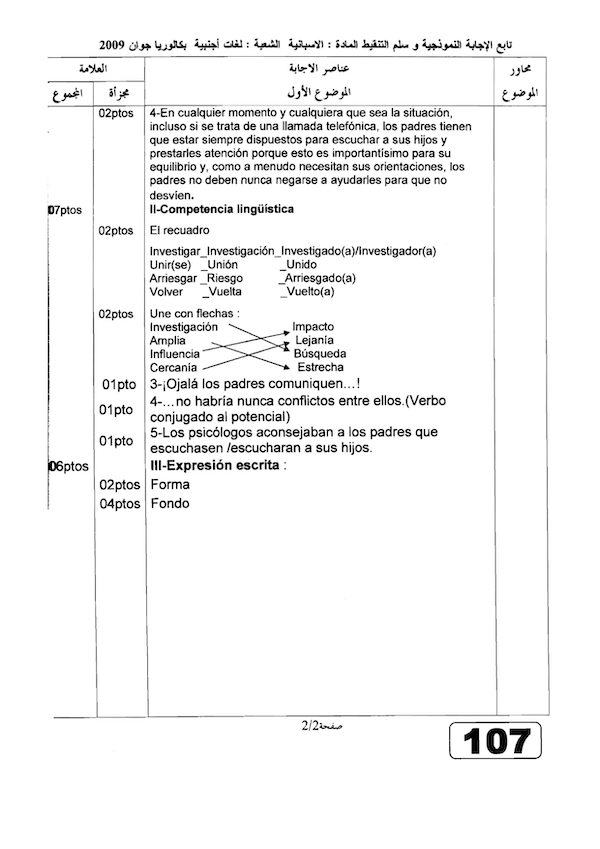 تابع الإجابة النموذجية و سلم التنقيط المادة : الاسبانية الشعبة : لغات أجنبية بكالوريا جوان 2009
محاور الموضوع
عناصر الاجابة
الموضوع الأول
العلامة
مجزأة
المجموع
02ptos
4-En cualquier momento y cualquiera que sea la situación,
incluso si se trata de una llamada telefónica, los padres tienen
que estar siempre dispuestos para escuchar a sus hijos y
prestarles atención porque esto es importantísimo para su
equilibrio y, como a menudo necesitan sus orientaciones, los
padres no deben nunca negarse a ayudarles para que no
desvíen.
07ptos II-Competencia lingüística
02ptos El recuadro
Investigar_Investigación_Investigado(a)/Investigador(a)
Unir(se) _Unión _Unido
Arriesgar _Riesgo _Arriesgado(a)
Volver _Vuelta _Vuelto(a)
02ptos Une con flechas :
Investigación Impacto
Amplia Lejanía
Influencia Búsqueda
Cercanía Estrecha
01pto 3-¡Ojalá los padres comuniquen...!
01pto 4-...no habría nunca conflictos entre ellos.(Verbo
conjugado al potencial)
01pto 5-Los psicólogos aconsejaban a los padres que
escuchasen /escucharan a sus hijos.
06ptos III-Expresión escrita :
02ptos Forma
04ptos Fondo
صفحة2/2
107